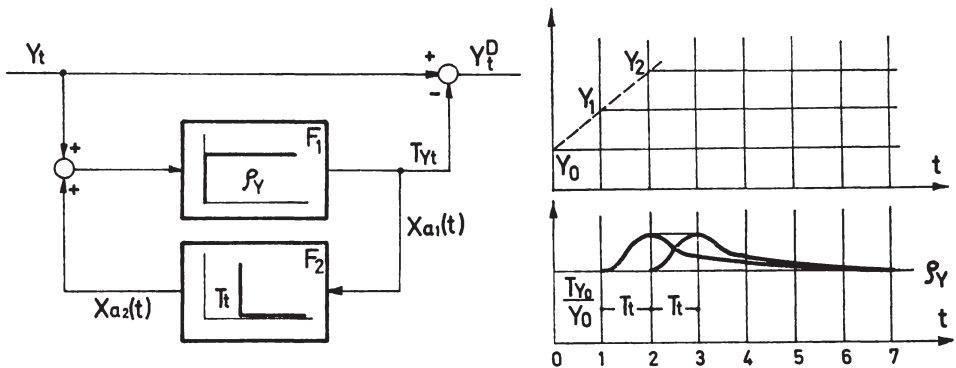 Yt
+
YtD
-
+
+
F1
ρY
TYt
Xa1(t)
F2
Tt
Xa2(t)
Y2
Y1
Y0
t
TY0
Y0
Tt
Tt
ρY
t
0 1 2 3 4 5 6 7